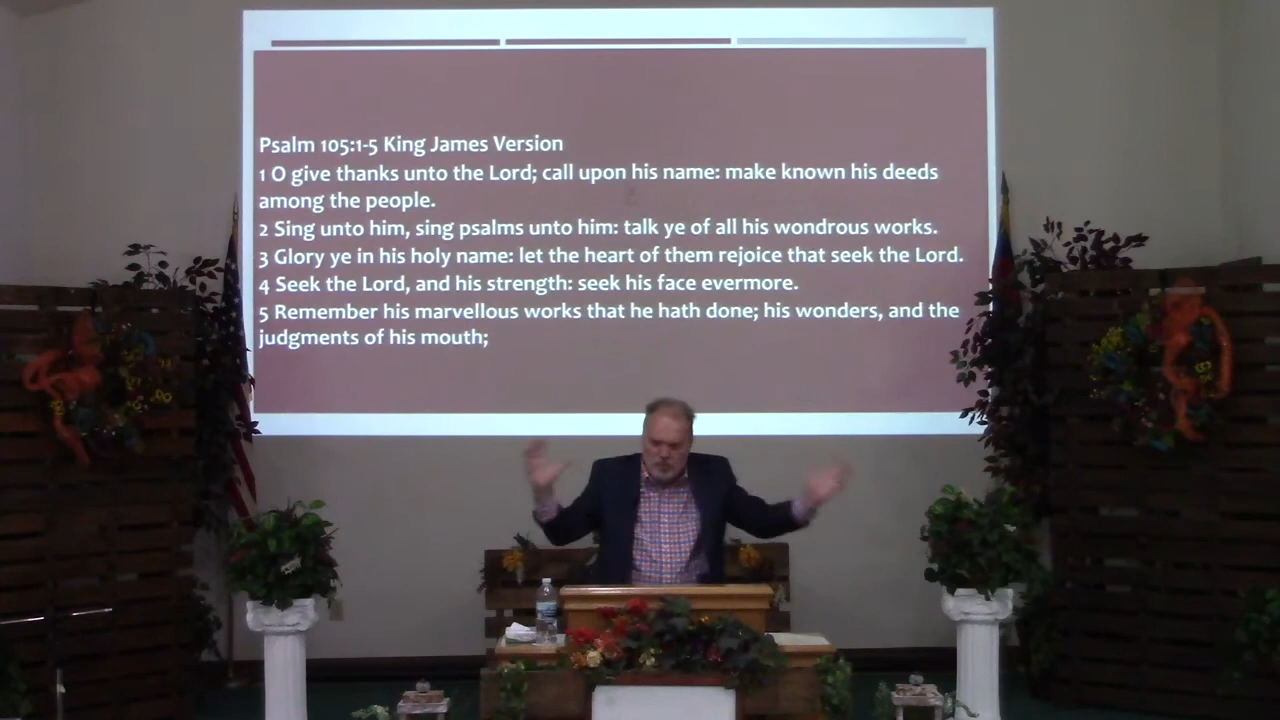 Psalm 105:1-5 King James Version
1 O give thanks unto the Lord; call upon his name: make known his deeds
among the people.
2 Sing unto him, sing psalms unto him: talk ye of all his wondrous works.
3 Glory ye in his holy name: let the heart of them rejoice that seek the Lord.
4 Seek the Lord, and his strength: seek his face evermore.
5 Remember his marvellous works that he hath done; his wonders, and the
judgments of his mouth;